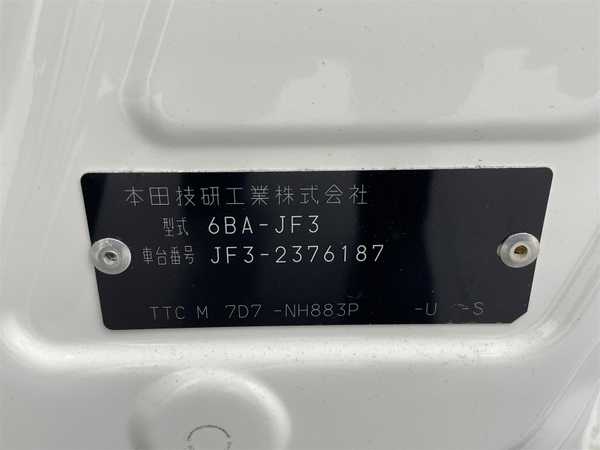 本田技研工業株式会社
型式 6BA-JF3
車台番号 JF3-2376187
TTC M 7D7 -NH883P -U -S